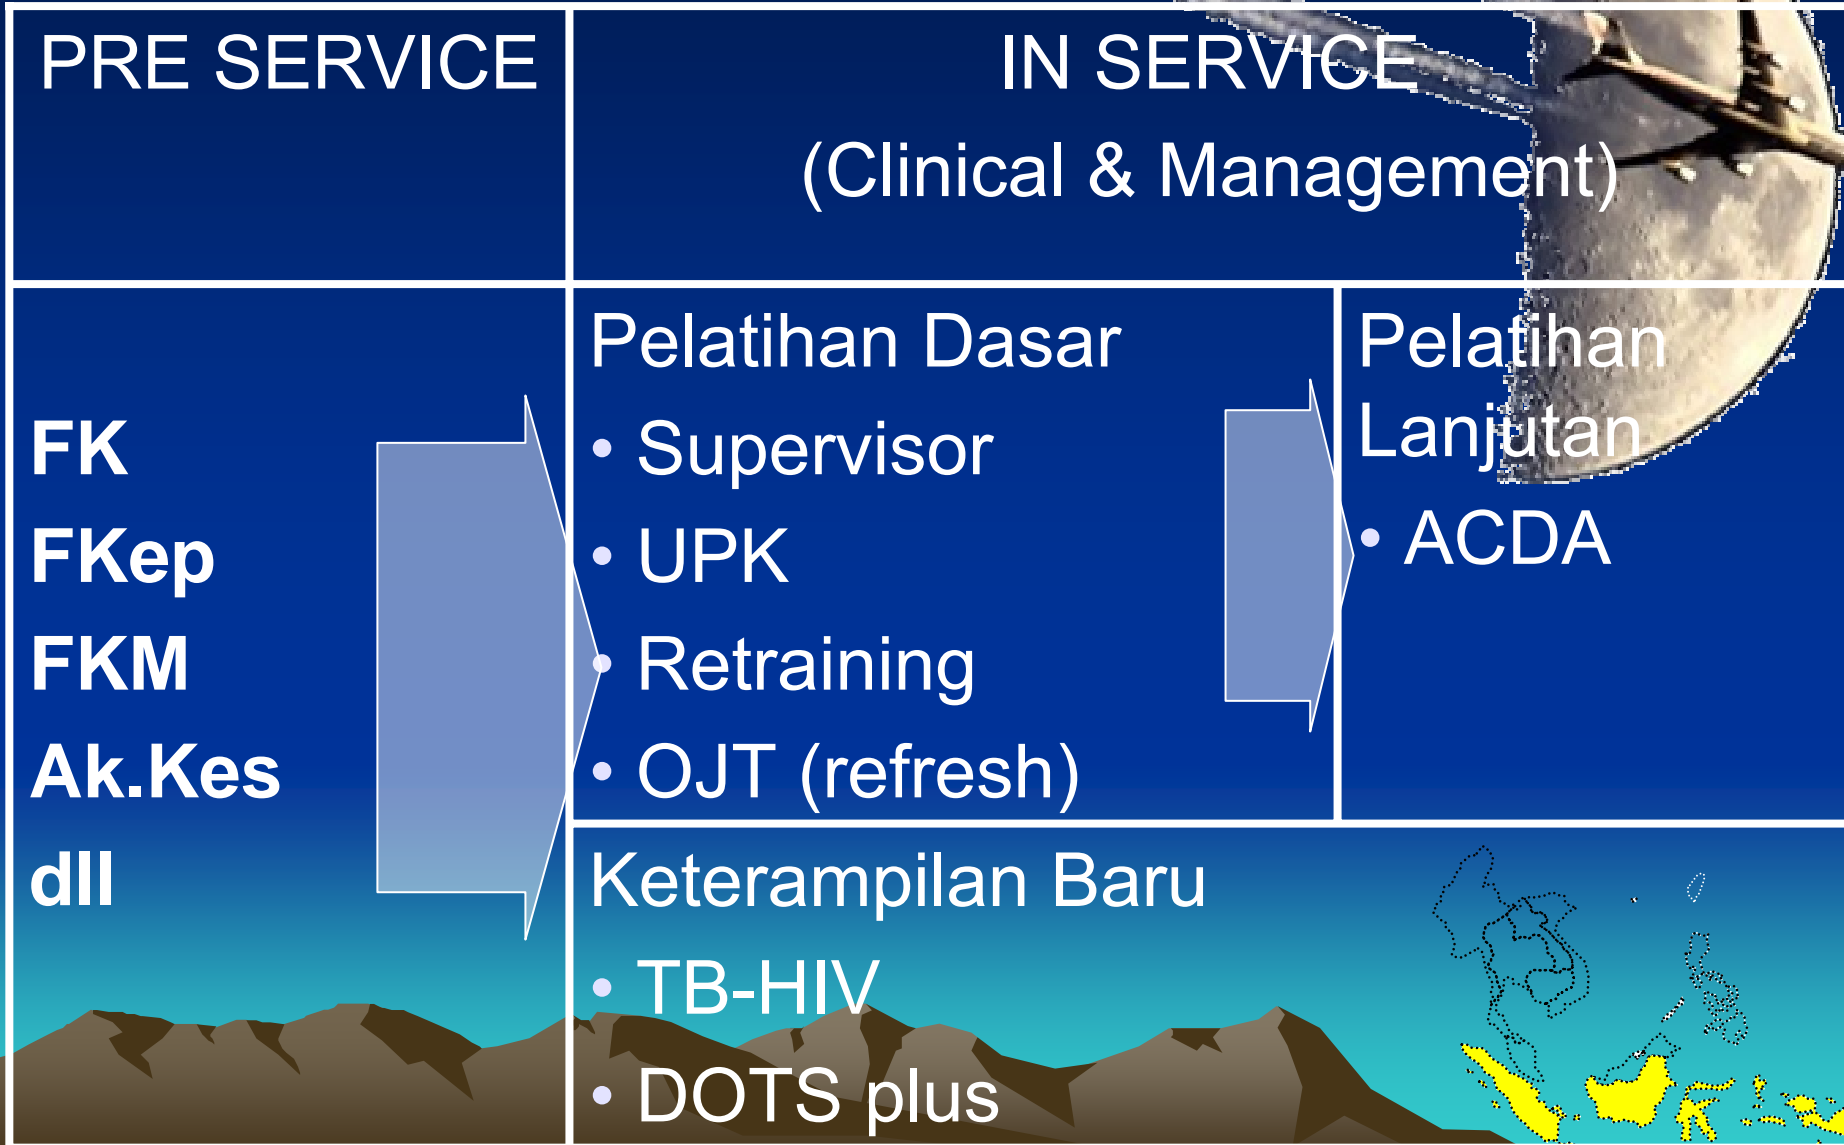 PRE SERVICE
IN SERVICE
(Clinical & Management)
FK
FKep
FKM
Ak.Kes
dll
Pelatihan Dasar
• Supervisor
• UPK
• Retraining
• OJT (refresh)
Pelatihan
Lanjutan
• ACDA
Keterampilan Baru
• TB-HIV
• DOTS plus